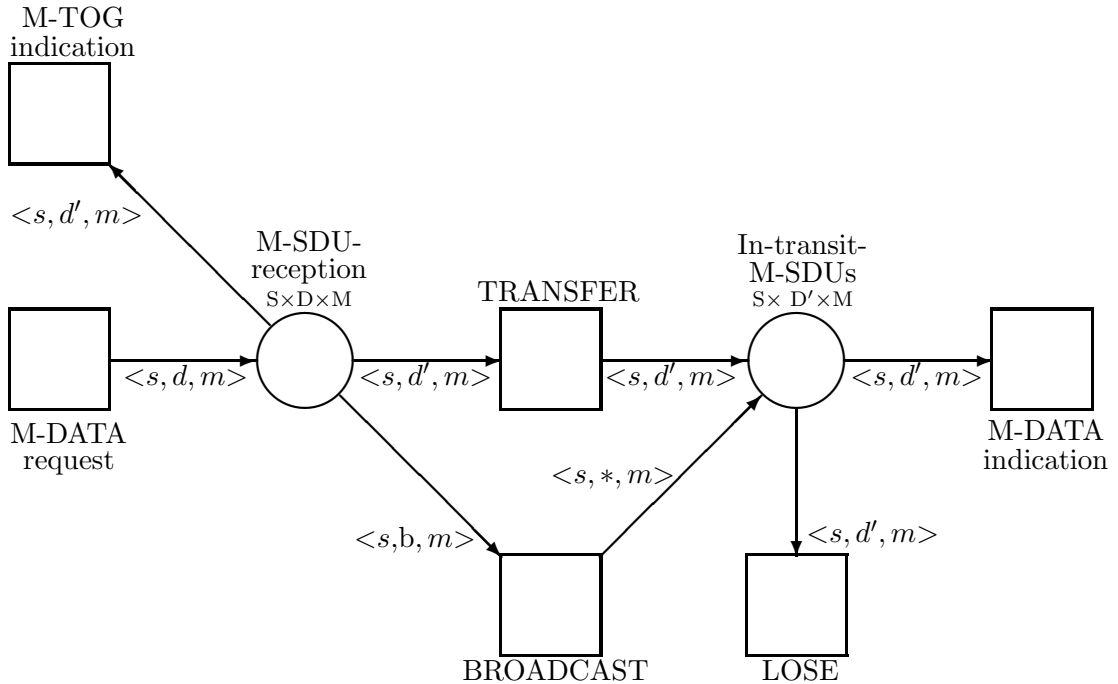 M-TOG
indication
<s, d′, m>
M-SDU-
reception
S×D×M
In-transit-
M-SDUs
S× D′×M
TRANSFER
<s, d, m>
<s, d′, m>
<s, d′, m>
<s, d′, m>
M-DATA
request
M-DATA
indication
<s, ∗, m>
<s,b, m>
<s, d′, m>
BROADCAST
LOSE